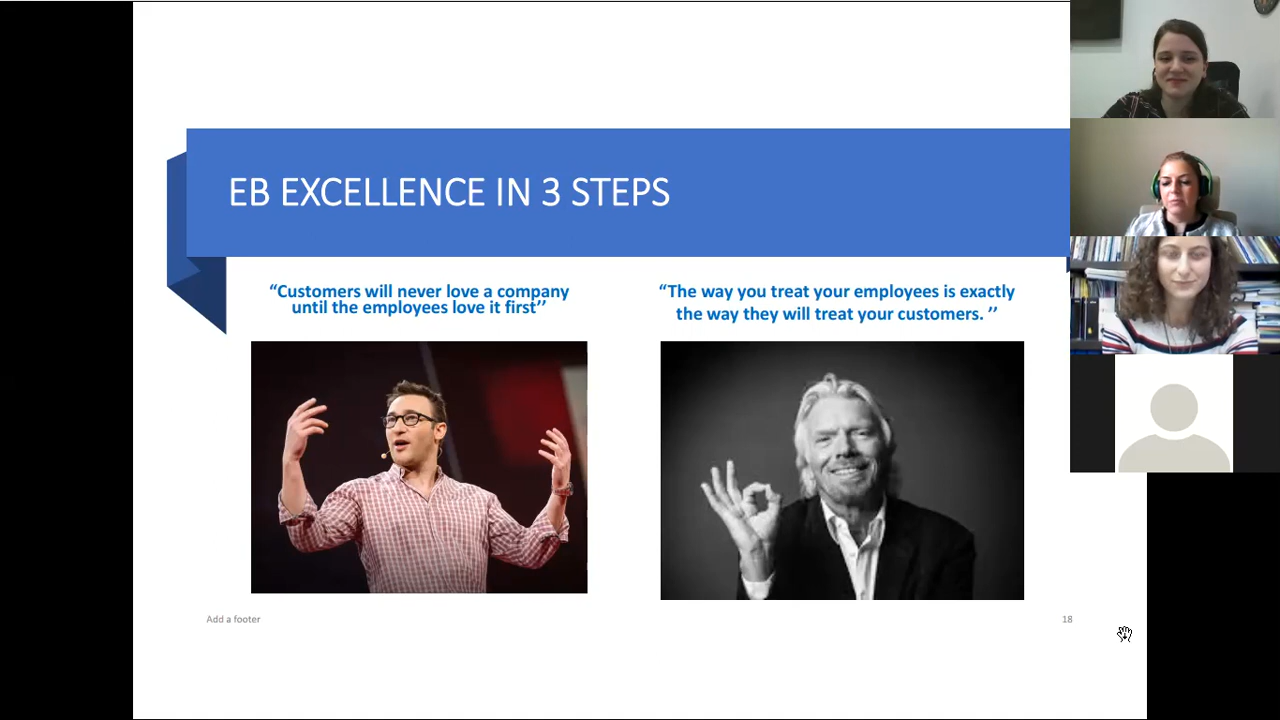 EB EXCELLENCE IN 3 STEPS
“Customers will never love a company
until the employees love it first’’
“The way you treat your employees is exactly
the way they will treat your customers. ’’
Add a footer
18